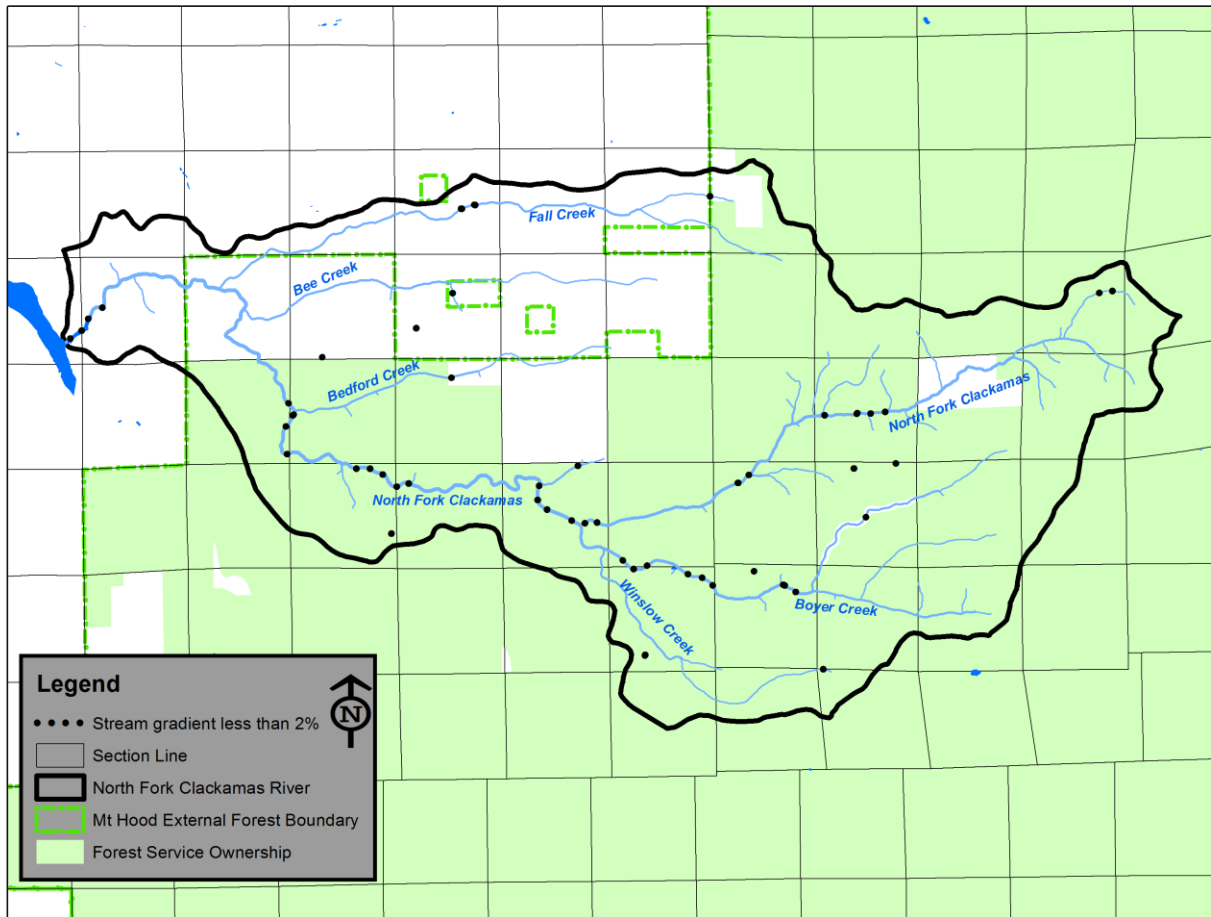 Fall Creek
Bee Creek
Bedford Creek
North Fork Clackamas
North Fork Clackamas
Winslow Creek
Boyer Creek
Legend
N
Stream gradient less than 2%
Section Line
North Fork Clackamas River
Mt Hood External Forest Boundary
Forest Service Ownership